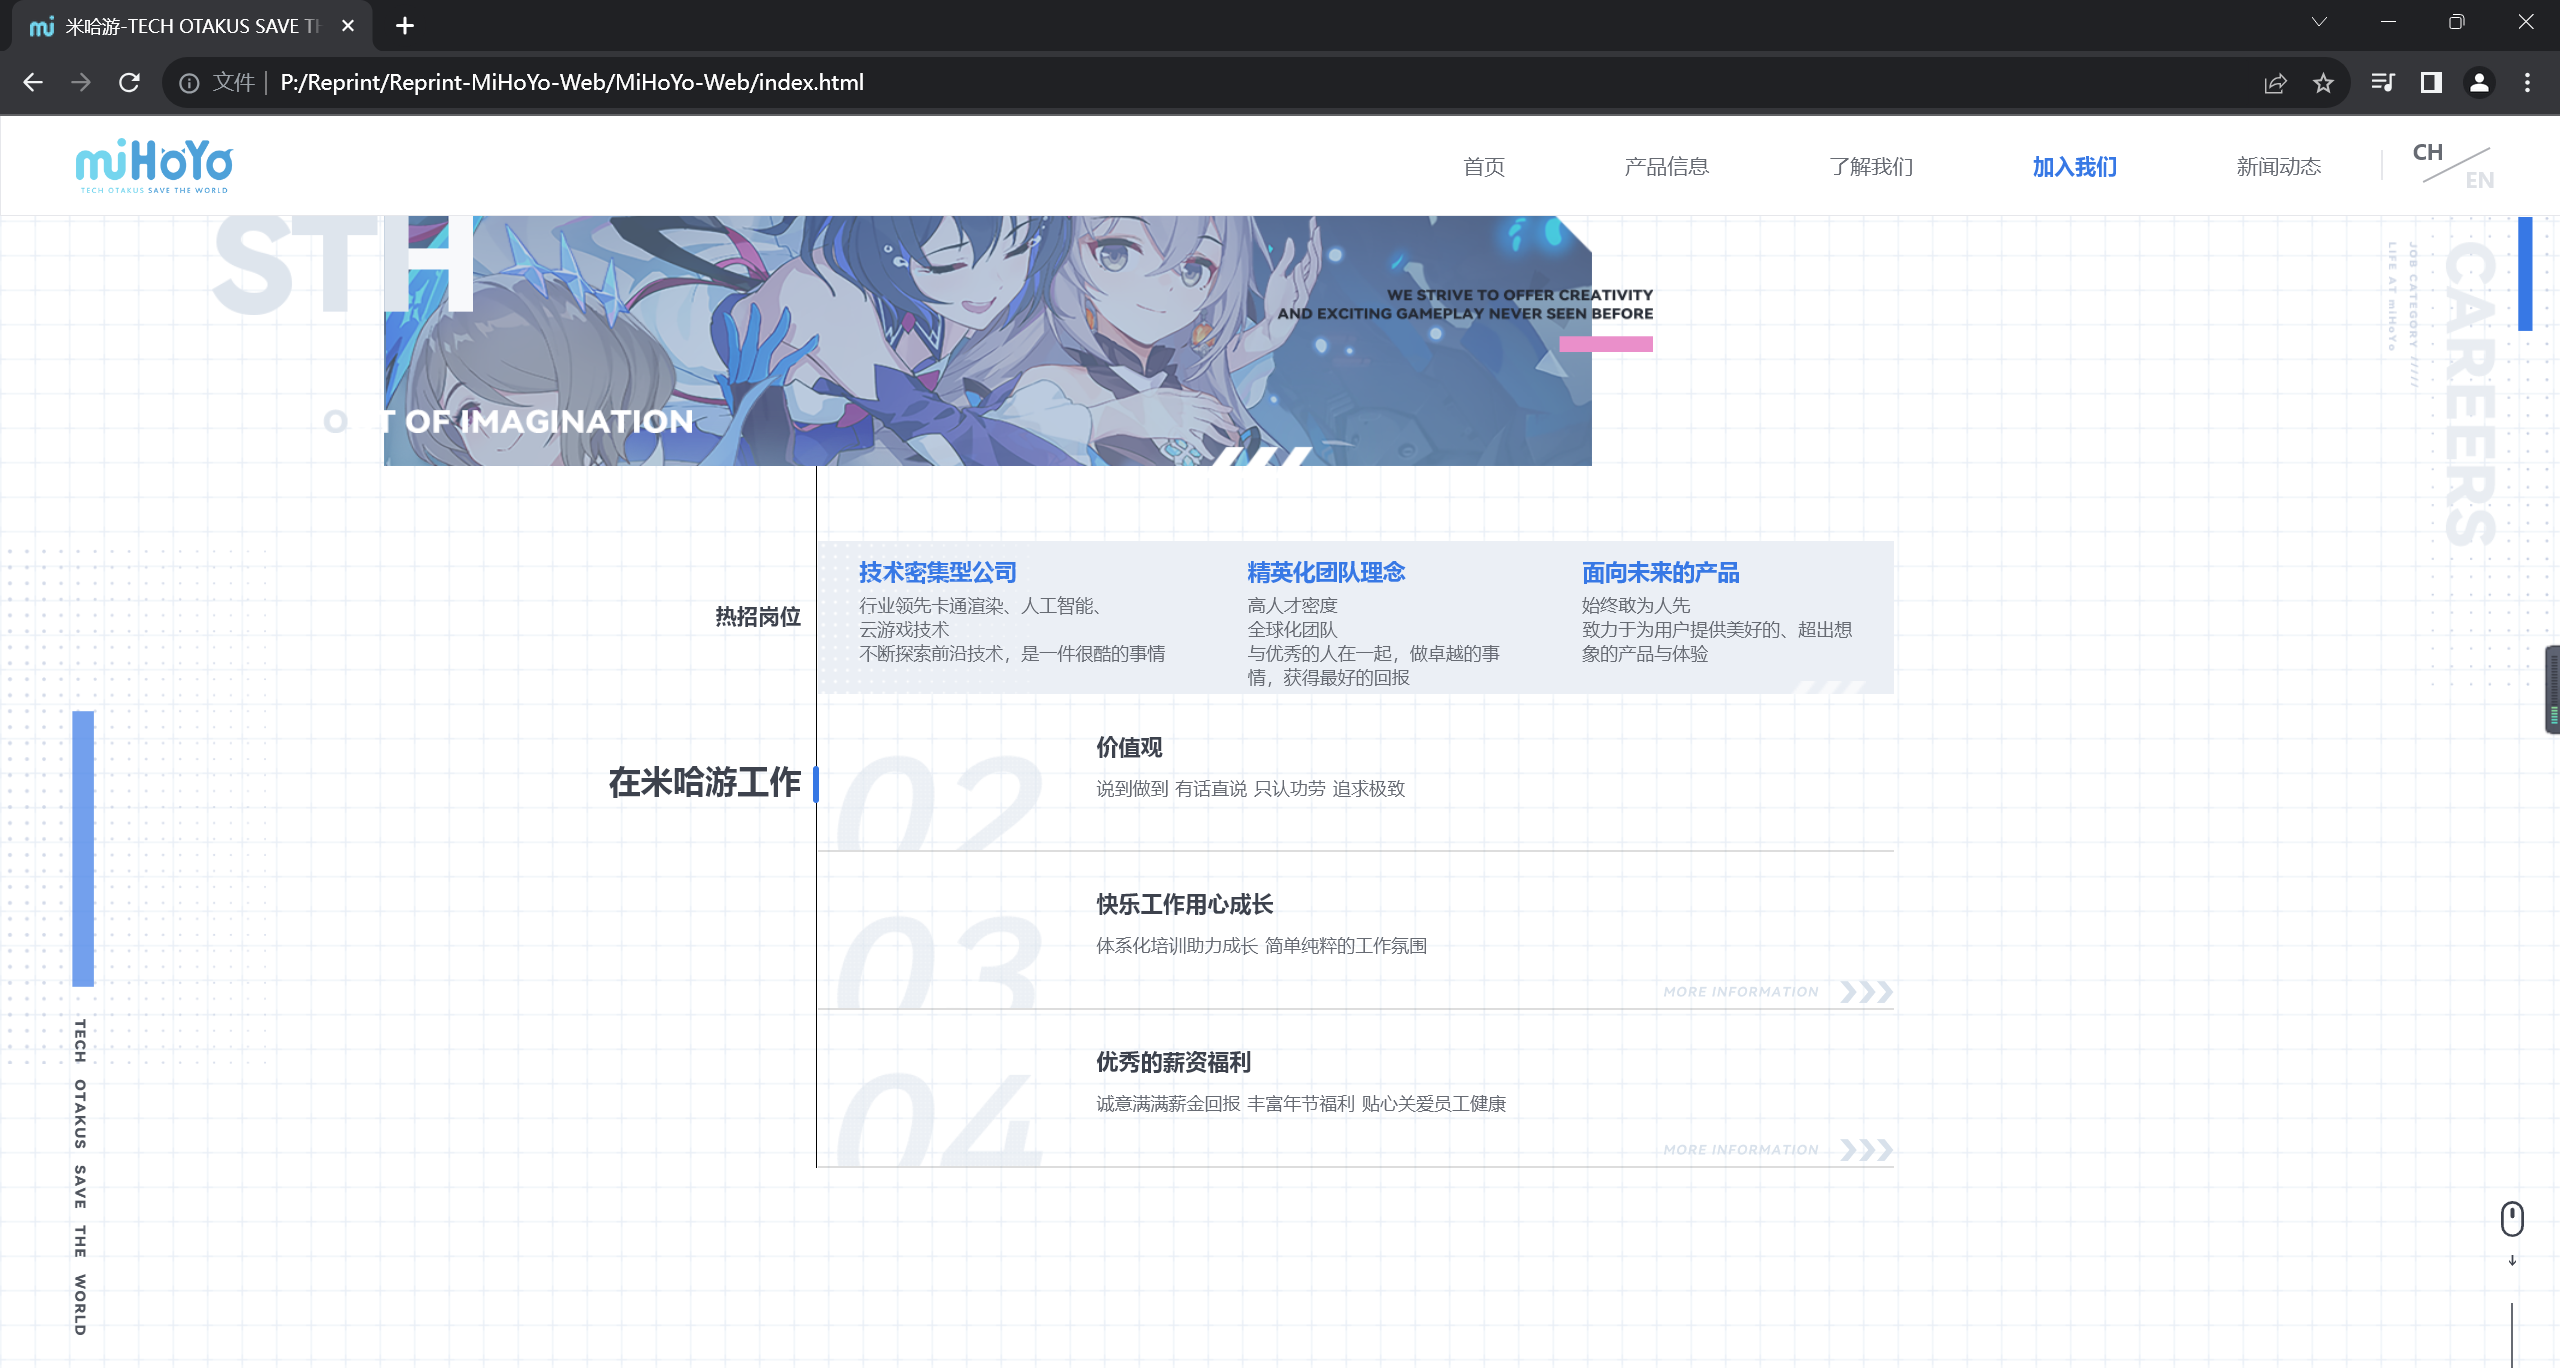 米哈游-TECH OTAKUS SAVE TH
文件 | P:/Reprint/Reprint-MiHoYo-Web/MiHoYo-Web/index.html
miHoYo
TECH OTAKUS SAVE THE WORLD
首页
产品信息
了解我们
加入我们
新闻动态
CH
EN
STH
WE STRIVE TO OFFER CREATIVITY
AND EXCITING GAMEPLAY NEVER SEEN BEFORE
OUT OF IMAGINATION
CAREERS
JOB CATEGORY /////
LIFE AT miHoYo
热招岗位
技术密集型公司
行业领先卡通渲染、人工智能、
云游戏技术
不断探索前沿技术，是一件很酷的事情
精英化团队理念
高人才密度
全球化团队
与优秀的人在一起，做卓越的事
情，获得最好的回报
面向未来的产品
始终敢为人先
致力于为用户提供美好的、超出想
象的产品与体验
在米哈游工作
02
价值观
说到做到 有话直说 只认功劳 追求极致
03
快乐工作用心成长
体系化培训助力成长 简单纯粹的工作氛围
MORE INFORMATION
04
优秀的薪资福利
诚意满满薪金回报 丰富年节福利 贴心关爱员工健康
MORE INFORMATION
TECH OTAKUS SAVE THE WORLD